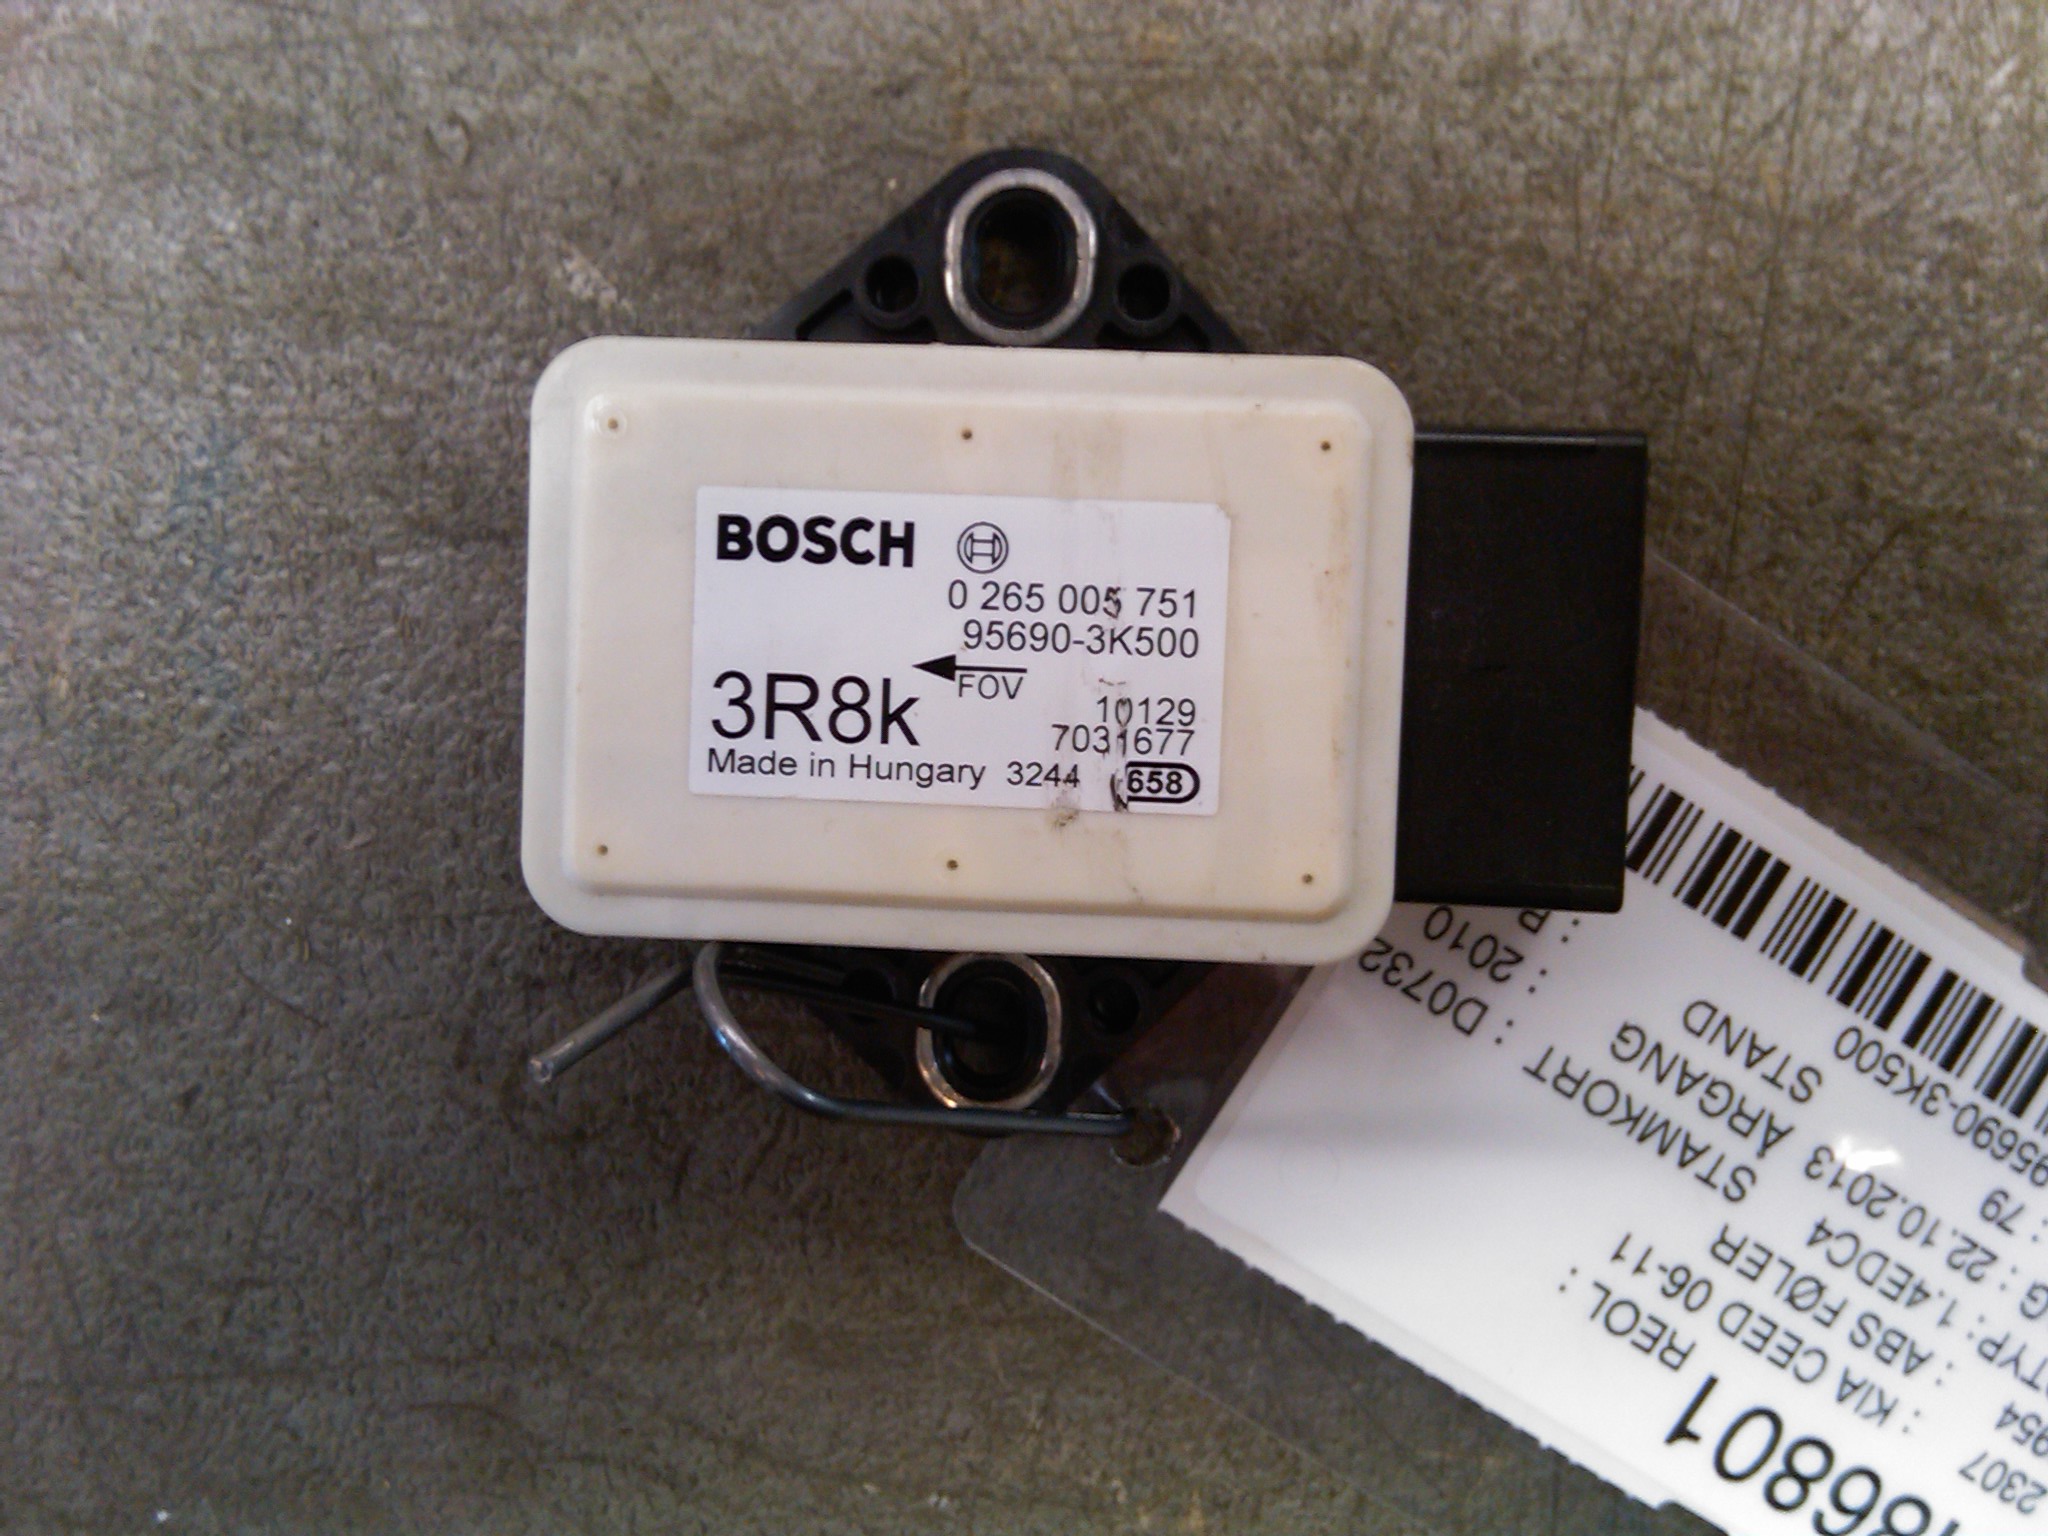 BOSCH
0 265 005 751
95690-3K500
FOV
3R8k
10129
7031677
Made in Hungary 3244 658
36801 REOL :
: KIA CEED 06-11
: ABS FØLER STAMKORT : D0732
TYP: 1.4EDC4
G : 22.10.2013 ÅRGANG : 2010
: 79 STAND :
95690-3K500
2307
954